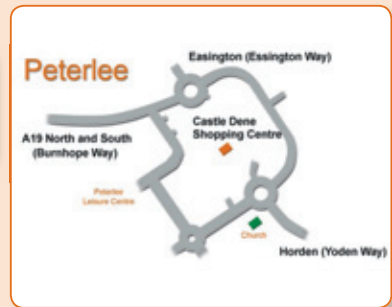 Easington (Essington Way)
Peterlee
Castle Dene
Shopping Centre
A19 North and South
(Burnhope Way)
Peterlee
Leisure Centre
Church
Horden (Yoden Way)